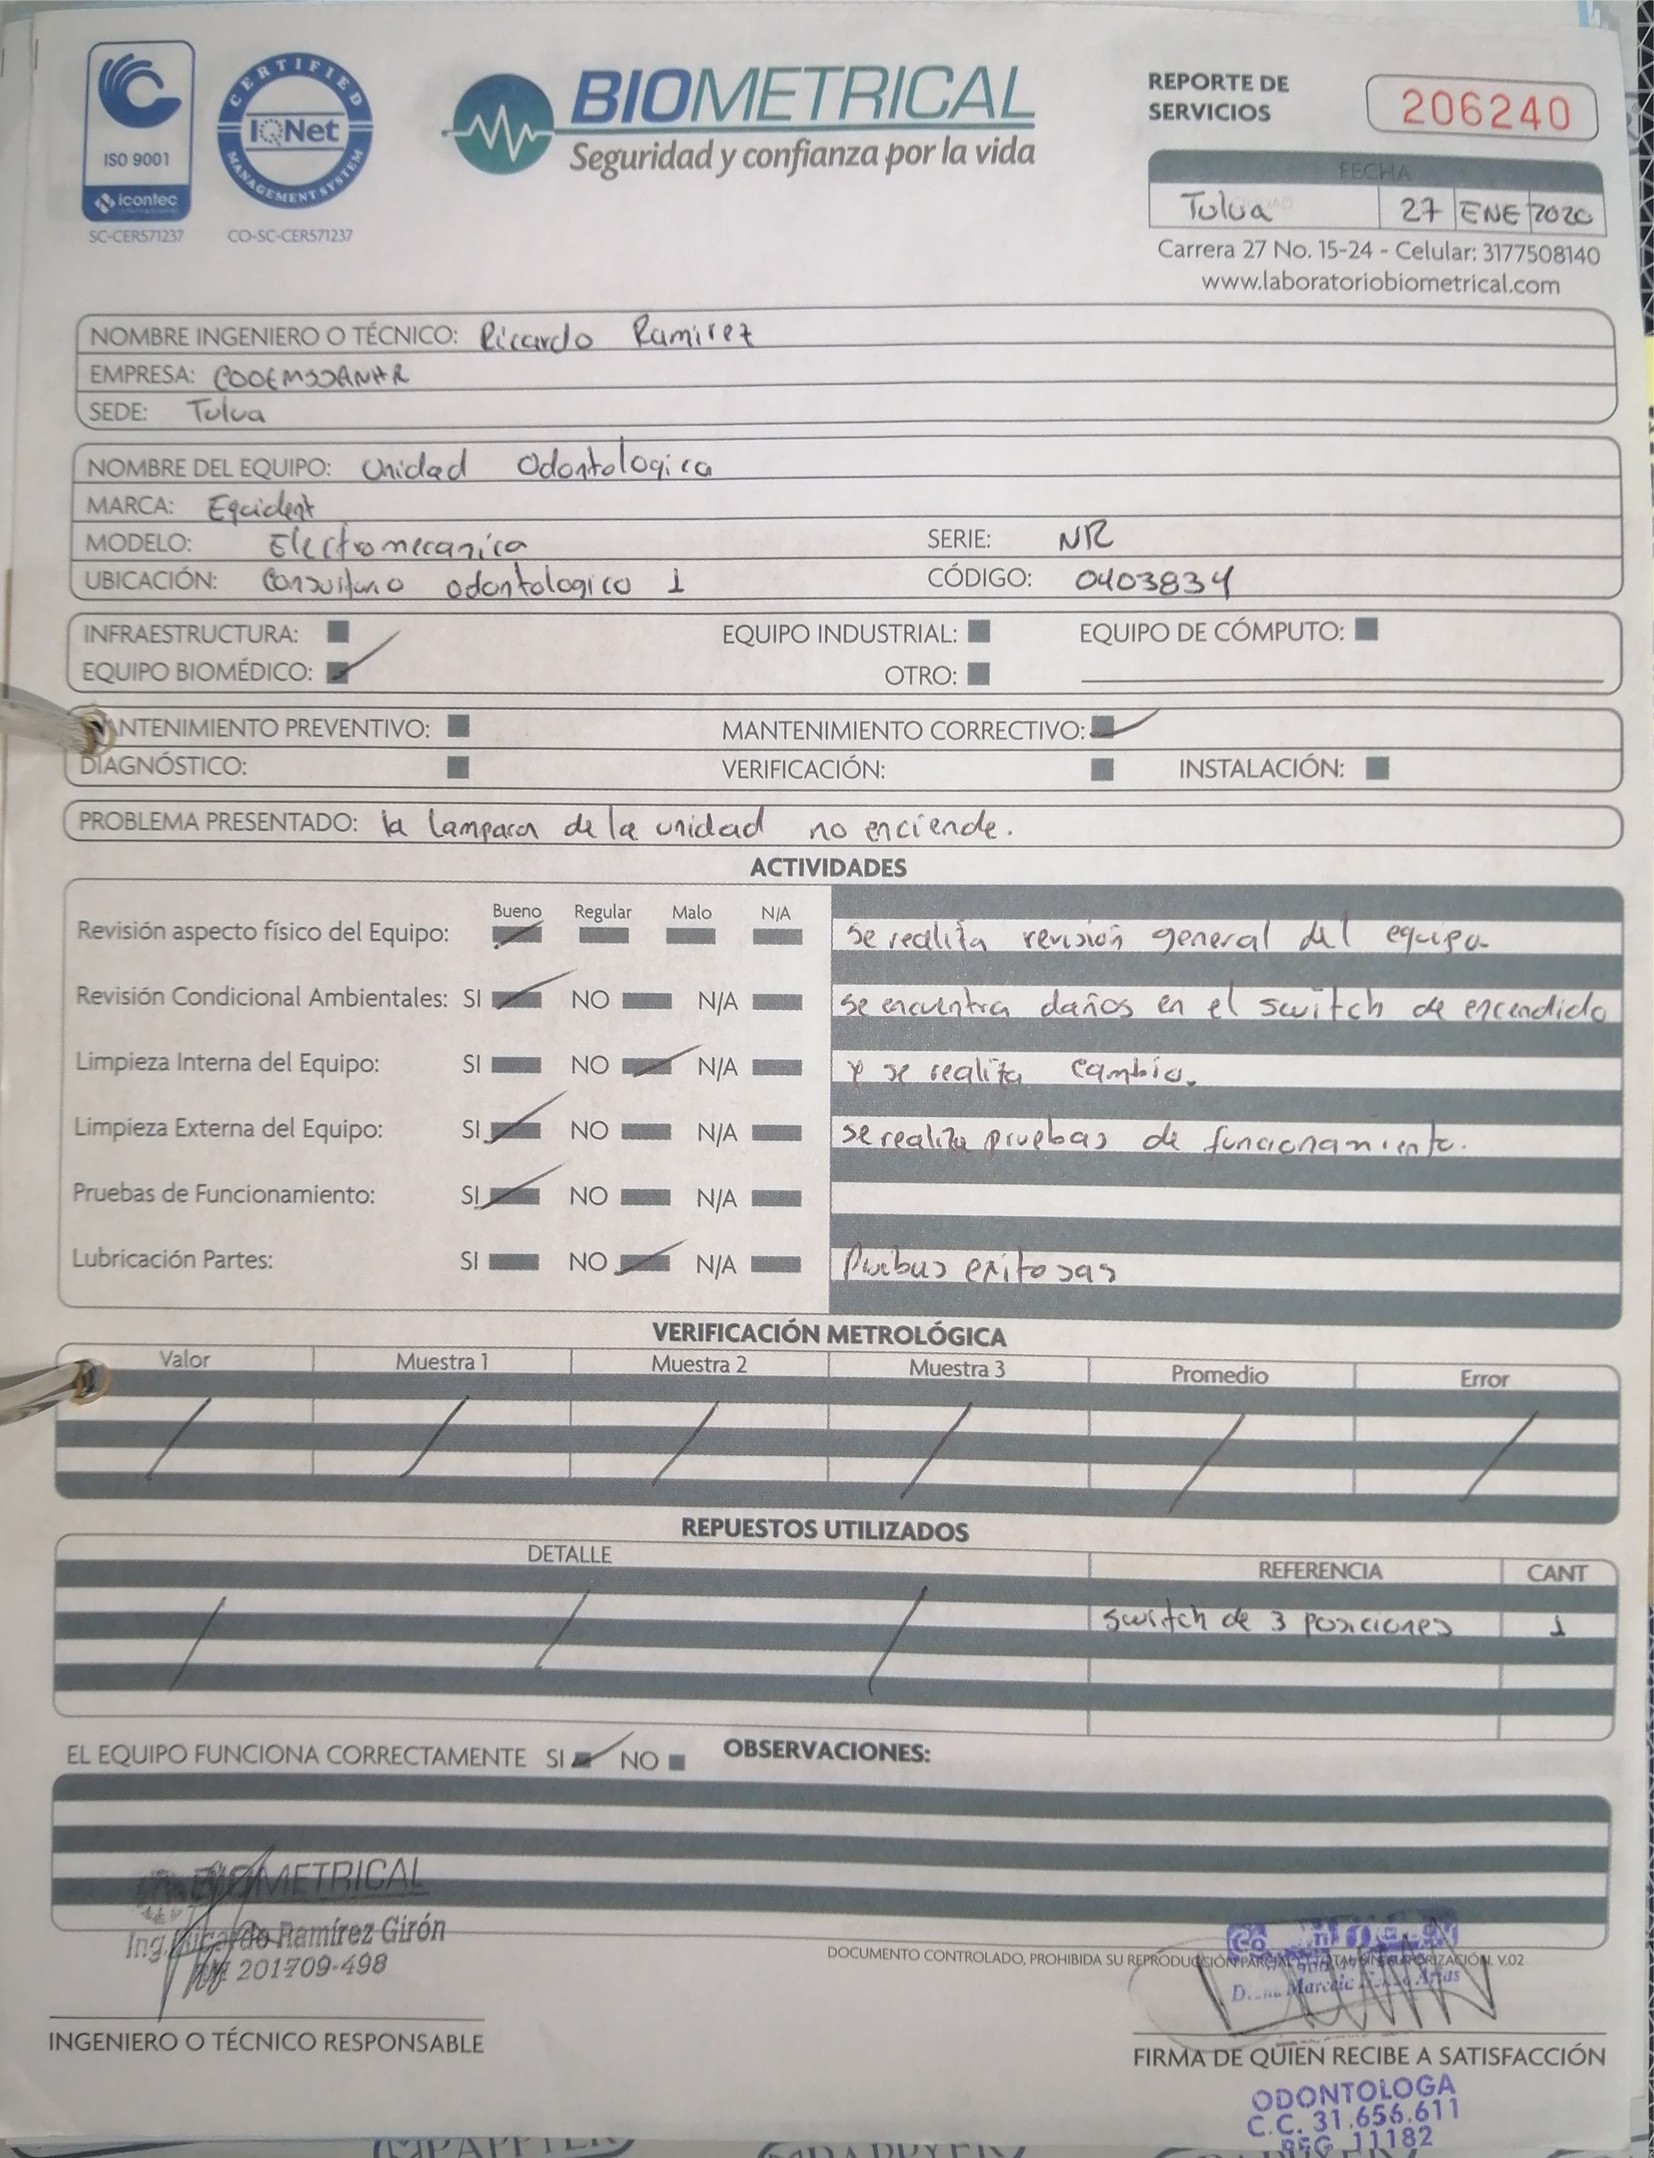 CERTIFIED
IQNet
MANAGEMENT SYSTEM
ISO 9001
icontec
SC-CER571237
CO-SC-CER571237
BIOMETRICAL
Seguridad y confianza por la vida
REPORTE DE
SERVICIOS
206240
FECHA
Tulua 27 ENE 2020
Carrera 27 No. 15-24 - Celular: 3177508140
www.laboratoriobiometrical.com
NOMBRE INGENIERO O TÉCNICO: Ricardo Ramirez
EMPRESA: COOEMSSANAR
SEDE: Tulua
NOMBRE DEL EQUIPO: Unidad Odontologica
MARCA: Equident
MODELO: Electromecanica SERIE: NR
UBICACIÓN: Consultorio odontologico 1 CÓDIGO: 0403834
INFRAESTRUCTURA: EQUIPO INDUSTRIAL: EQUIPO DE CÓMPUTO:
EQUIPO BIOMÉDICO: OTRO:
ANTENIMIENTO PREVENTIVO: MANTENIMIENTO CORRECTIVO:
DIAGNÓSTICO: VERIFICACIÓN: INSTALACIÓN:
PROBLEMA PRESENTADO: la lampara de la unidad no enciende.
ACTIVIDADES
Bueno Regular Malo N/A
Revisión aspecto físico del Equipo: Se realiza revision general del equipo
Revisión Condicional Ambientales: SI NO N/A Se encuentra daños en el switch de encendido
Limpieza Interna del Equipo: SI NO N/A y se realiza cambio.
Limpieza Externa del Equipo: SI NO N/A Se realiza pruebas de funcionamiento.
Pruebas de Funcionamiento: SI NO N/A
Lubricación Partes: SI NO N/A Pruebas exitosas
VERIFICACIÓN METROLÓGICA
Valor Muestra 1 Muestra 2 Muestra 3 Promedio Error
REPUESTOS UTILIZADOS
DETALLE REFERENCIA CANT
switch de 3 posiciones 1
EL EQUIPO FUNCIONA CORRECTAMENTE SI NO OBSERVACIONES:
BIOMETRICAL
Ing. Ricardo Ramírez Girón
201709-498
DOCUMENTO CONTROLADO, PROHIBIDA SU REPRODUCCIÓN PARCIAL O TOTAL SIN AUTORIZACIÓN. V.02
Arias
INGENIERO O TÉCNICO RESPONSABLE
FIRMA DE QUIEN RECIBE A SATISFACCIÓN
ODONTOLOGA
C.C. 31.656.611
REG 11182